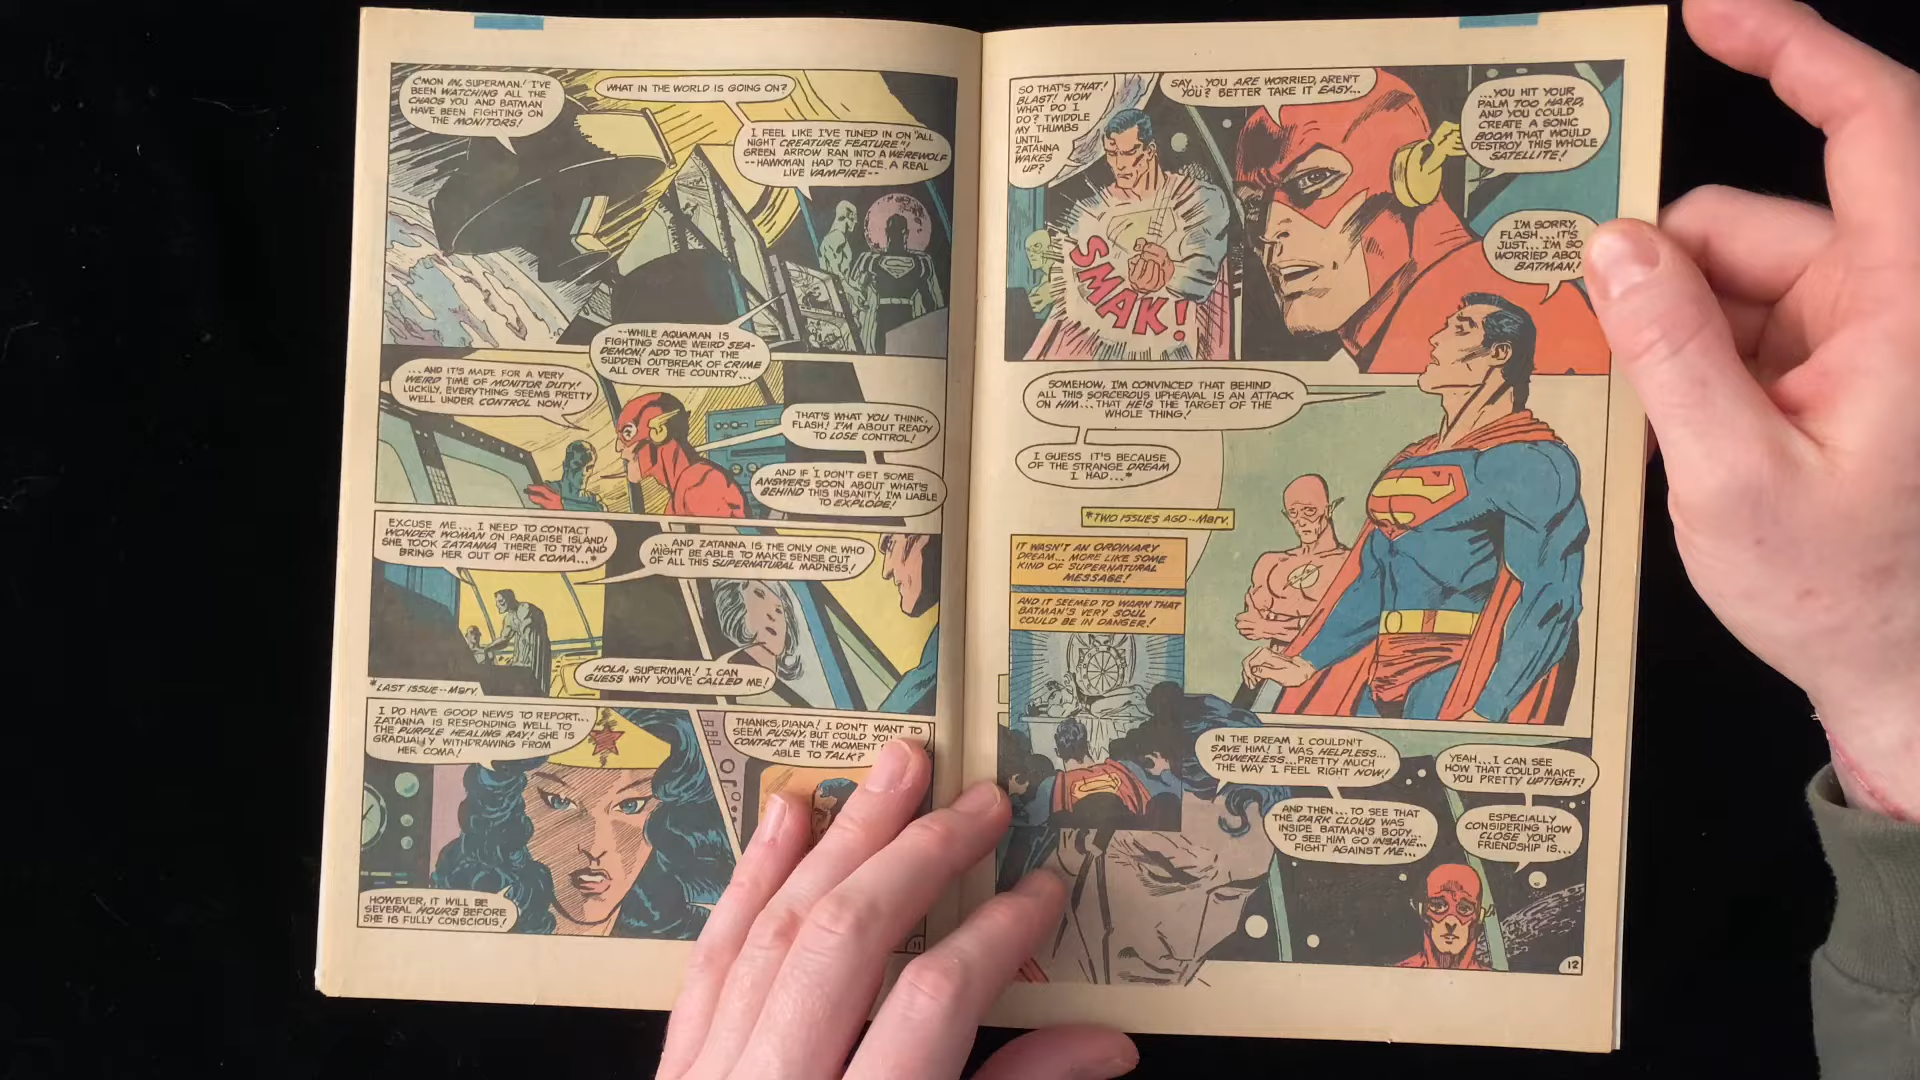 C'MON IN, SUPERMAN! I'VE
BEEN WATCHING ALL THE
CHAOS YOU AND BATMAN
HAVE BEEN FIGHTING ON
THE MONITORS!
WHAT IN THE WORLD IS GOING ON?
I FEEL LIKE I'VE TUNED IN ON "ALL
NIGHT CREATURE FEATURE"!
GREEN ARROW RAN INTO A WEREWOLF
--HAWKMAN HAD TO FACE A REAL
LIVE VAMPIRE--
--WHILE AQUAMAN IS
FIGHTING SOME WEIRD SEA-
DEMON! ADD TO THAT THE
SUDDEN OUTBREAK OF CRIME
ALL OVER THE COUNTRY...
...AND IT'S MADE FOR A VERY
WEIRD TIME OF MONITOR DUTY!
LUCKILY, EVERYTHING SEEMS PRETTY
WELL UNDER CONTROL NOW!
THAT'S WHAT YOU THINK,
FLASH! I'M ABOUT READY
TO LOSE CONTROL!
AND IF I DON'T GET SOME
ANSWERS SOON ABOUT WHAT'S
BEHIND THIS INSANITY, I'M LIABLE
TO EXPLODE!
EXCUSE ME... I NEED TO CONTACT
WONDER WOMAN ON PARADISE ISLAND!
SHE TOOK ZATANNA THERE TO TRY AND
BRING HER OUT OF HER COMA...*
...AND ZATANNA IS THE ONLY ONE WHO
MIGHT BE ABLE TO MAKE SENSE OUT
OF ALL THIS SUPERNATURAL MADNESS!
HOLA, SUPERMAN! I CAN
GUESS WHY YOU'VE CALLED ME!
*LAST ISSUE--Marv.
I DO HAVE GOOD NEWS TO REPORT...
ZATANNA IS RESPONDING WELL TO
THE PURPLE HEALING RAY! SHE IS
GRADUALLY WITHDRAWING FROM
HER COMA!
THANKS, DIANA! I DON'T WANT TO
SEEM PUSHY, BUT COULD YOU
CONTACT ME THE MOMENT
ABLE TO TALK?
HOWEVER, IT WILL BE
SEVERAL HOURS BEFORE
SHE IS FULLY CONSCIOUS!
11
SO THAT'S THAT!
BLAST! NOW
WHAT DO I
DO? TWIDDLE
MY THUMBS
UNTIL
ZATANNA
WAKES
UP?
SMAK!
SAY...YOU ARE WORRIED, AREN'T
YOU? BETTER TAKE IT EASY...
...YOU HIT YOUR
PALM TOO HARD,
AND YOU COULD
CREATE A SONIC
BOOM THAT WOULD
DESTROY THIS WHOLE
SATELLITE!
I'M SORRY,
FLASH...IT'S
JUST...I'M SO
WORRIED ABOU
BATMAN!
SOMEHOW, I'M CONVINCED THAT BEHIND
ALL THIS SORCEROUS UPHEAVAL IS AN ATTACK
ON HIM...THAT HE'S THE TARGET OF THE
WHOLE THING!
I GUESS IT'S BECAUSE
OF THE STRANGE DREAM
I HAD...*
*TWO ISSUES AGO--Marv.
IT WASN'T AN ORDINARY
DREAM... MORE LIKE SOME
KIND OF SUPERNATURAL
MESSAGE!
AND IT SEEMED TO WARN THAT
BATMAN'S VERY SOUL
COULD BE IN DANGER!
IN THE DREAM I COULDN'T
SAVE HIM! I WAS HELPLESS...
POWERLESS...PRETTY MUCH
THE WAY I FEEL RIGHT NOW!
AND THEN...TO SEE THAT
THE DARK CLOUD WAS
INSIDE BATMAN'S BODY...
TO SEE HIM GO INSANE...
FIGHT AGAINST ME...
YEAH...I CAN SEE
HOW THAT COULD MAKE
YOU PRETTY UPTIGHT!
ESPECIALLY
CONSIDERING HOW
CLOSE YOUR
FRIENDSHIP IS...
12